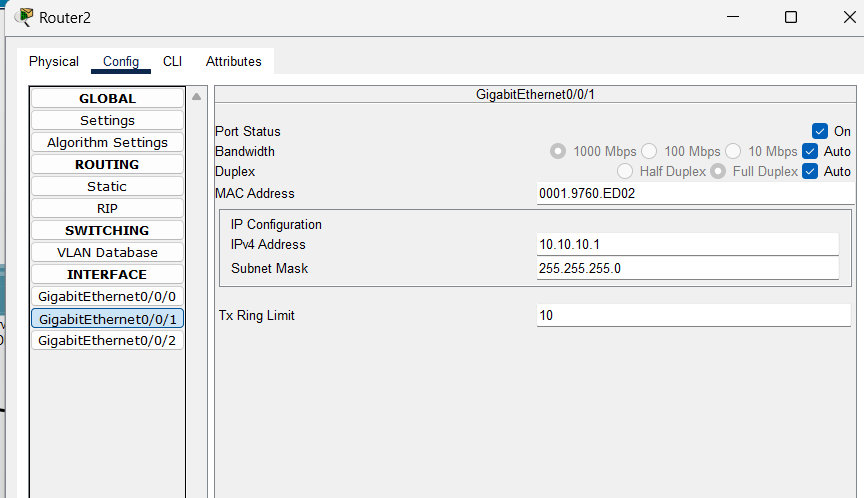 Router2
Physical Config CLI Attributes
GLOBAL
Settings
Algorithm Settings
ROUTING
Static
RIP
SWITCHING
VLAN Database
INTERFACE
GigabitEthernet0/0/0
GigabitEthernet0/0/1
GigabitEthernet0/0/2
GigabitEthernet0/0/1
Port Status On
Bandwidth 1000 Mbps 100 Mbps 10 Mbps Auto
Duplex Half Duplex Full Duplex Auto
MAC Address 0001.9760.ED02
IP Configuration
IPv4 Address 10.10.10.1
Subnet Mask 255.255.255.0
Tx Ring Limit 10